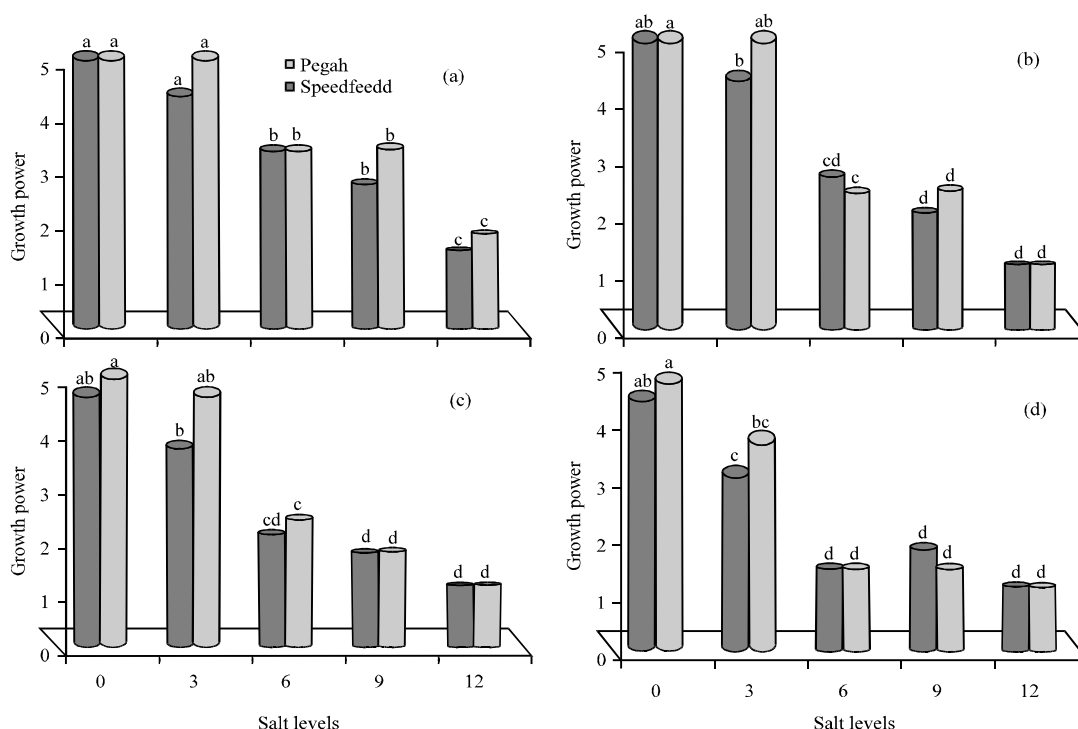 a a a
a
b b
b
b
c
c
Pegah
Speedfeedd
(a)
5
4
3
2
1
0
Growth power
ab a
b
ab
cd
c
d
d
d d
(b)
5
4
3
2
1
0
Growth power
ab
a
b
ab
cd
c
d d
d d
(c)
5
4
3
2
1
0
Growth power
0 3 6 9 12
Salt levels
ab
a
c
bc
d d
d
d
d d
(d)
5
4
3
2
1
0
Growth power
0 3 6 9 12
Salt levels